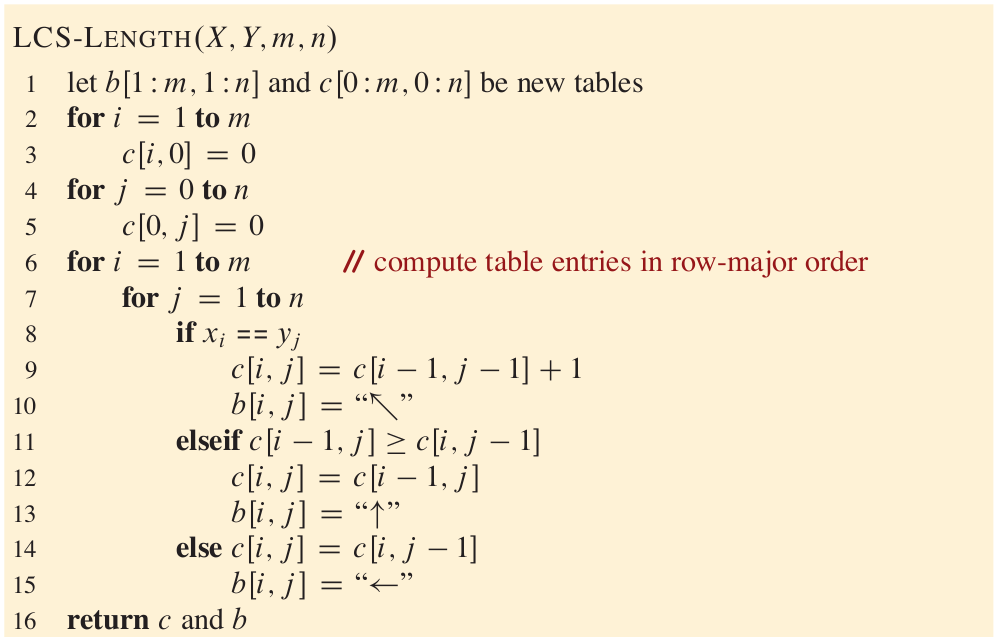 LCS-LENGTH(X, Y, m, n)
1 let b[1:m, 1:n] and c[0:m, 0:n] be new tables
2 for i = 1 to m
3 c[i, 0] = 0
4 for j = 0 to n
5 c[0, j] = 0
6 for i = 1 to m // compute table entries in row-major order
7 for j = 1 to n
8 if xᵢ == yⱼ
9 c[i, j] = c[i − 1, j − 1] + 1
10 b[i, j] = “↖”
11 elseif c[i − 1, j] ≥ c[i, j − 1]
12 c[i, j] = c[i − 1, j]
13 b[i, j] = “↑”
14 else c[i, j] = c[i, j − 1]
15 b[i, j] = “←”
16 return c and b